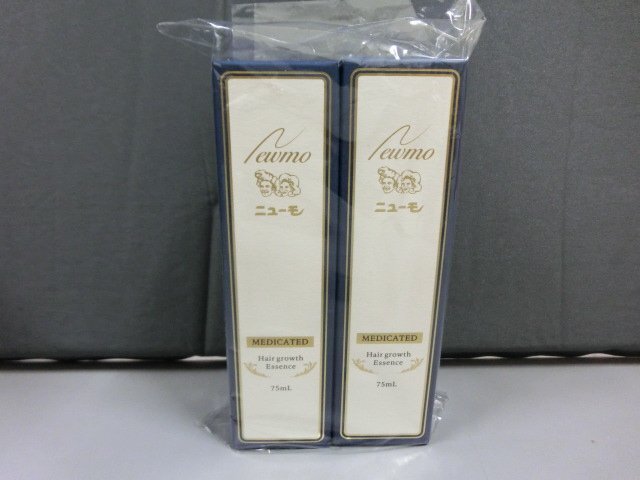 Newmo
ニューモ
MEDICATED
Hair growth
Essence
75mL
Newmo
ニューモ
MEDICATED
Hair growth
Essence
75mL